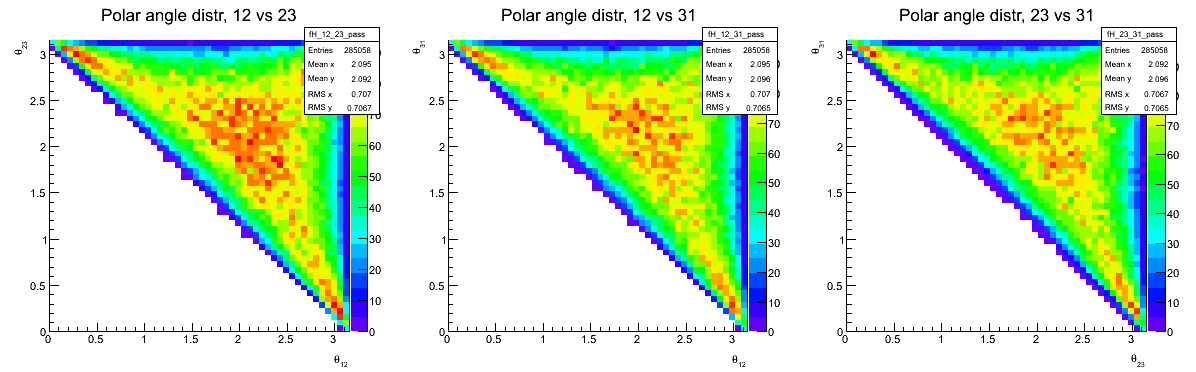 Polar angle distr, 12 vs 23
θ23
fH_12_23_pass
Entries 285058
Mean x 2.095
Mean y 2.092
RMS x 0.707
RMS y 0.7067
3
2.5
2
1.5
1
0.5
0
0 0.5 1 1.5 2 2.5 3
θ12
70
60
50
40
30
20
10
0
Polar angle distr, 12 vs 31
θ31
fH_12_31_pass
Entries 285058
Mean x 2.095
Mean y 2.096
RMS x 0.707
RMS y 0.7065
3
2.5
2
1.5
1
0.5
0
0 0.5 1 1.5 2 2.5 3
θ12
70
60
50
40
30
20
10
0
Polar angle distr, 23 vs 31
θ31
fH_23_31_pass
Entries 285058
Mean x 2.092
Mean y 2.096
RMS x 0.7067
RMS y 0.7065
3
2.5
2
1.5
1
0.5
0
0 0.5 1 1.5 2 2.5 3
θ23
70
60
50
40
30
20
10
0